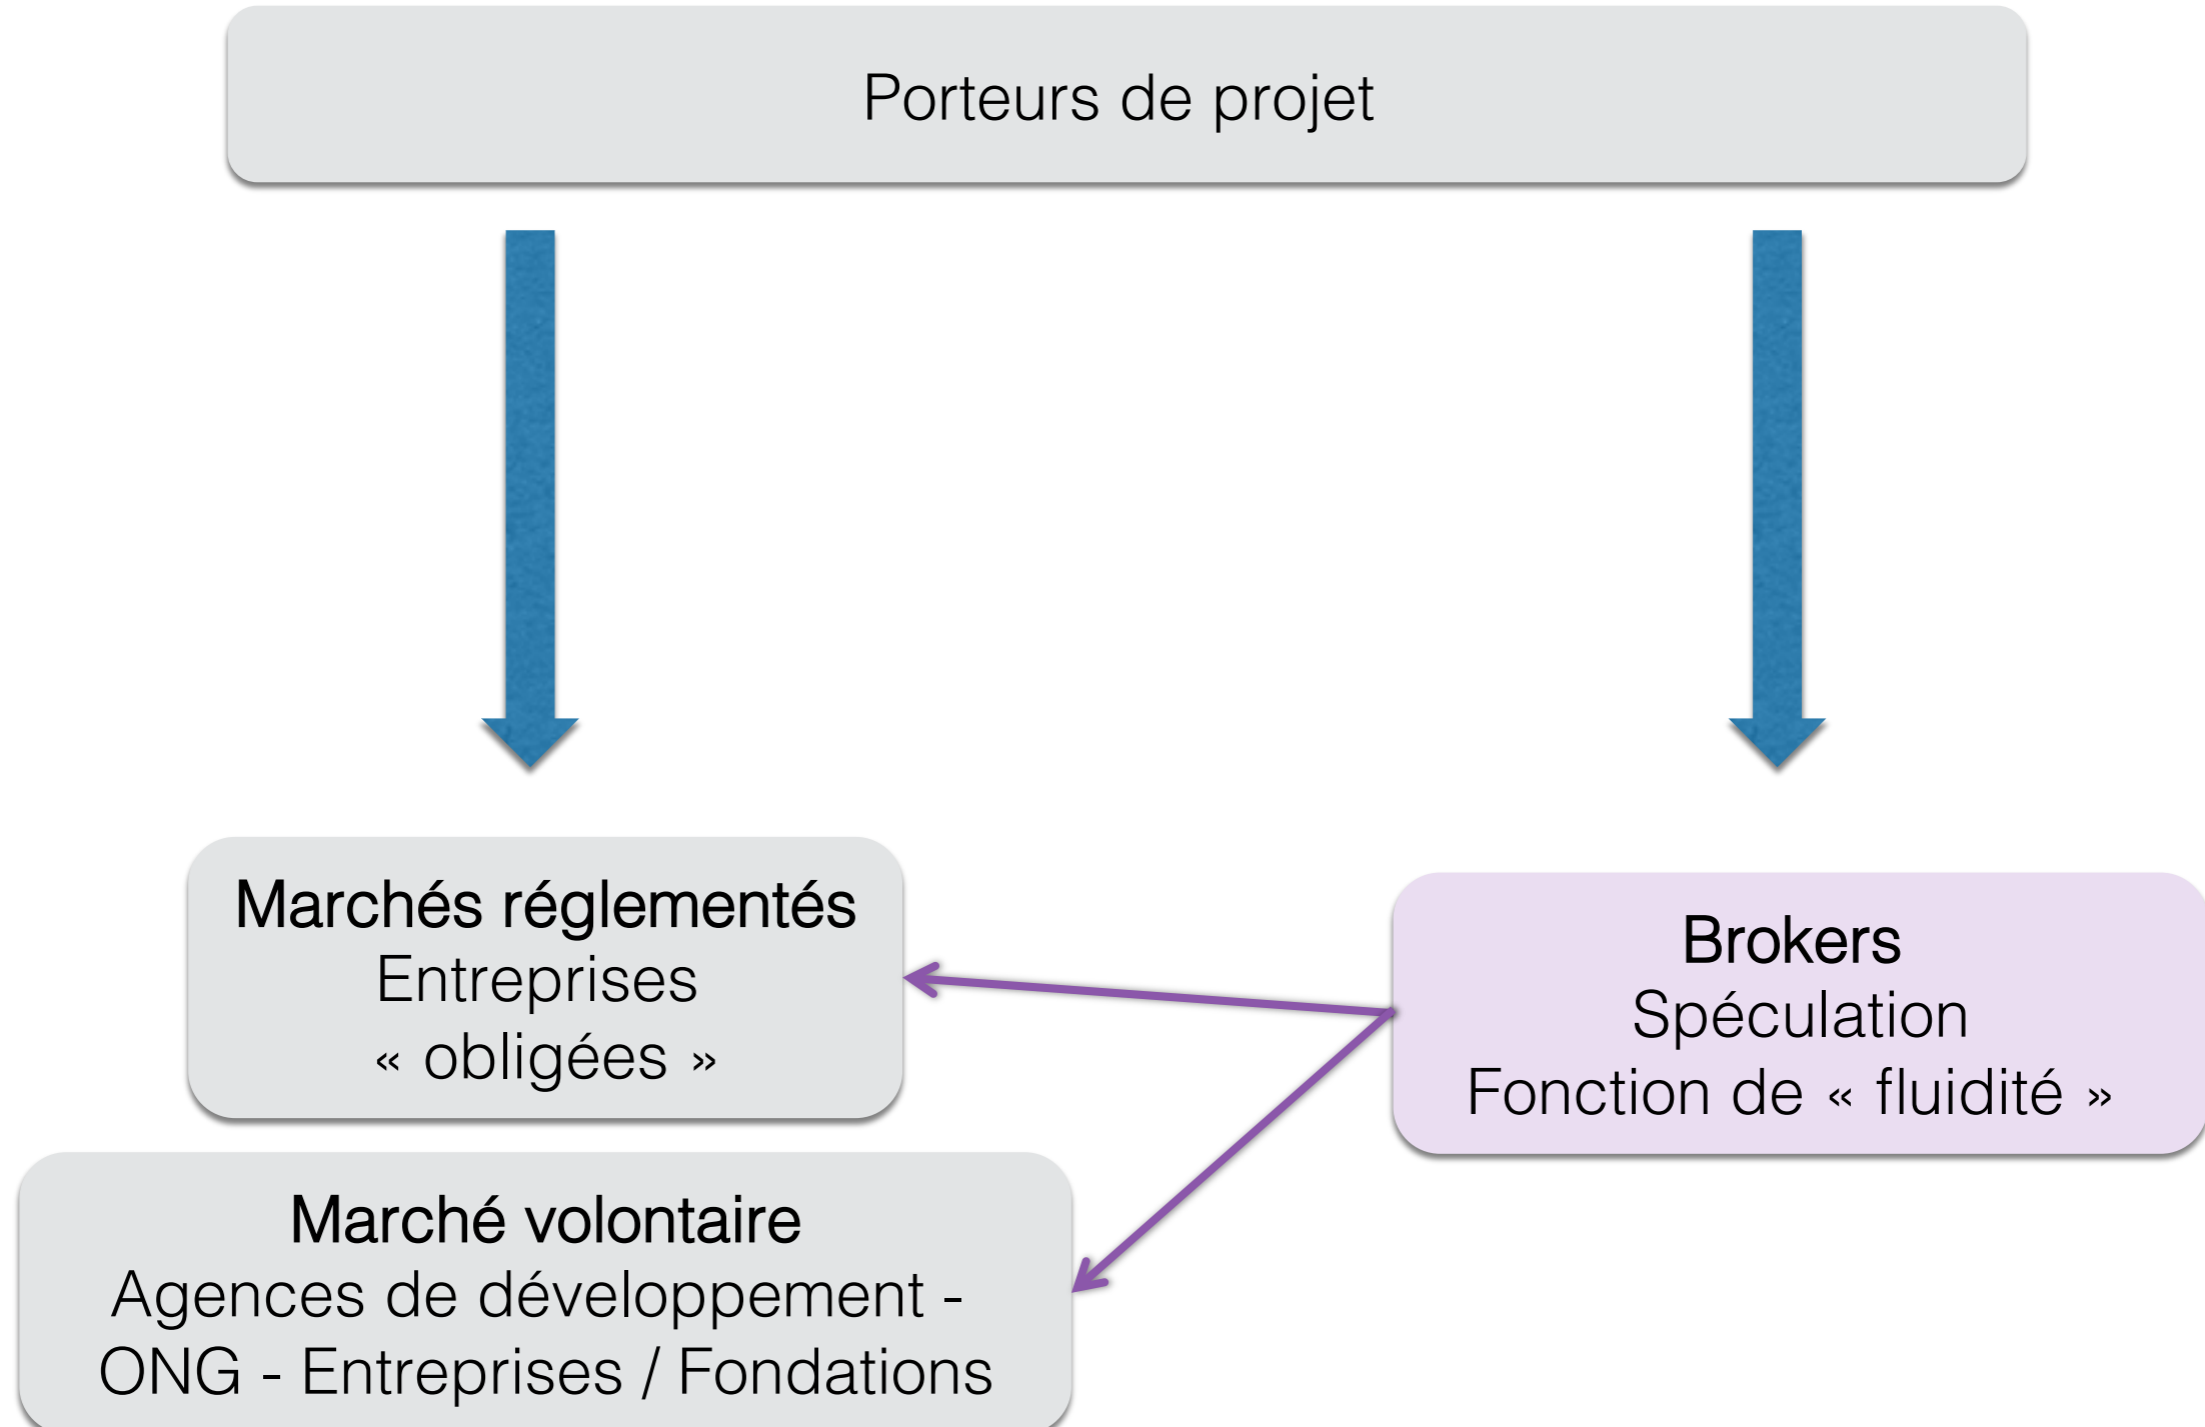 Porteurs de projet
Marchés réglementés
Entreprises
« obligées »
Brokers
Spéculation
Fonction de « fluidité »
Marché volontaire
Agences de développement -
ONG - Entreprises / Fondations